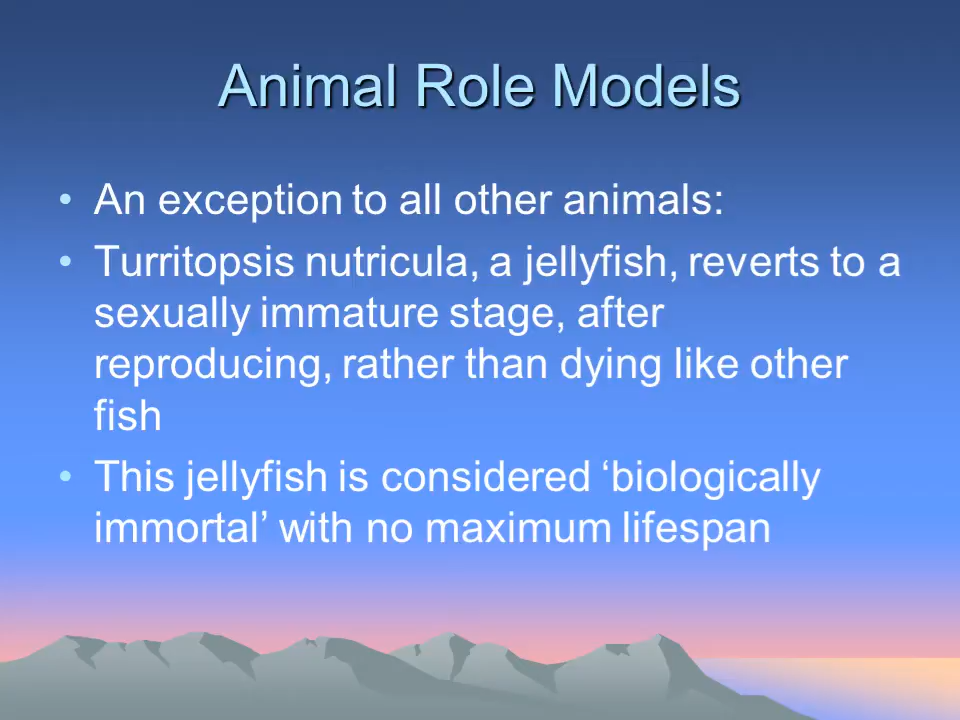 Animal Role Models
• An exception to all other animals:
• Turritopsis nutricula, a jellyfish, reverts to a
sexually immature stage, after
reproducing, rather than dying like other
fish
• This jellyfish is considered ‘biologically
immortal’ with no maximum lifespan